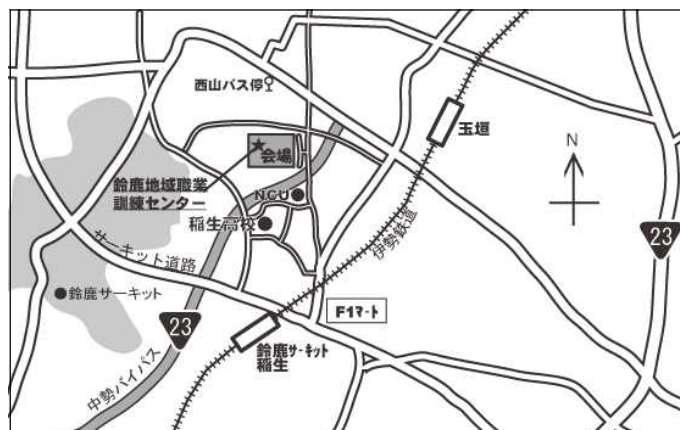 西山バス停
玉垣
N
会場
鈴鹿地域職業
訓練センター
NCU
稲生高校
伊勢鉄道
23
サーキット道路
鈴鹿サーキット
F1マート
23
鈴鹿サーキット
稲生
中勢バイパス